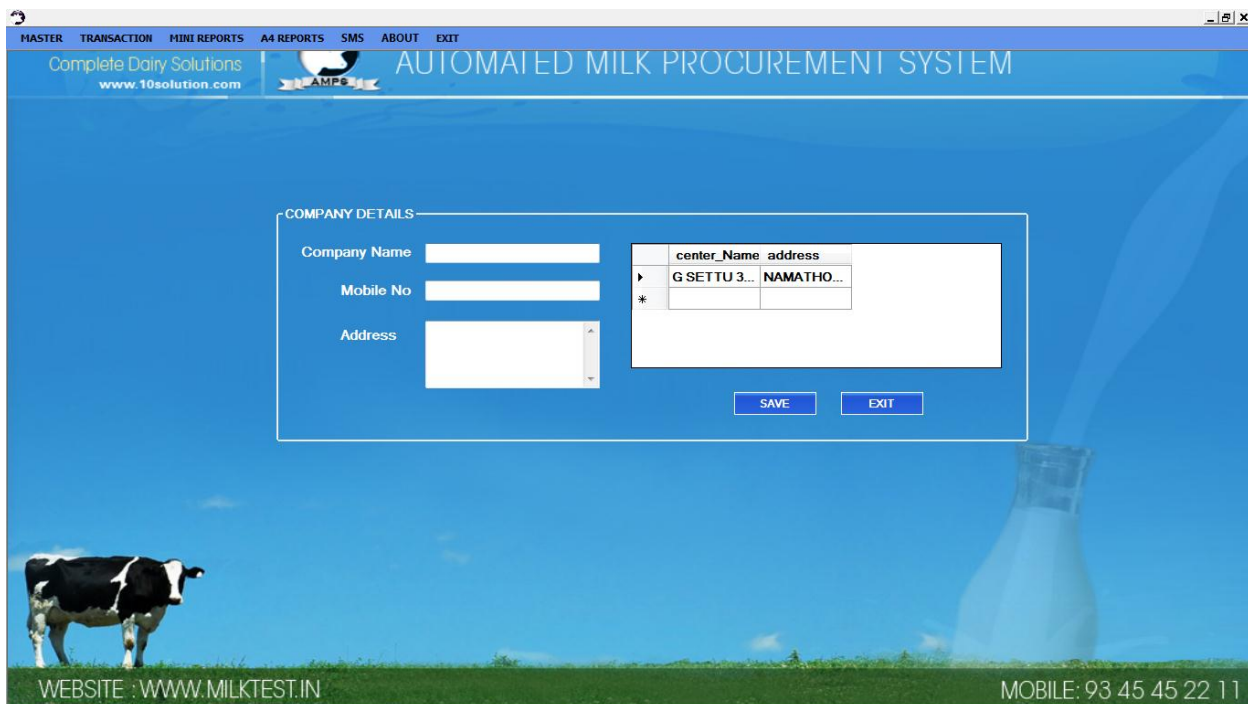 MASTER TRANSACTION MINI REPORTS A4 REPORTS SMS ABOUT EXIT
Complete Dairy Solutions
www.10solution.com
AMPS
AUTOMATED MILK PROCUREMENT SYSTEM
COMPANY DETAILS
Company Name
Mobile No
Address
center_Name address
G SETTU 3... NAMATHO...
SAVE EXIT
WEBSITE : WWW.MILKTEST.IN
MOBILE: 93 45 45 22 11